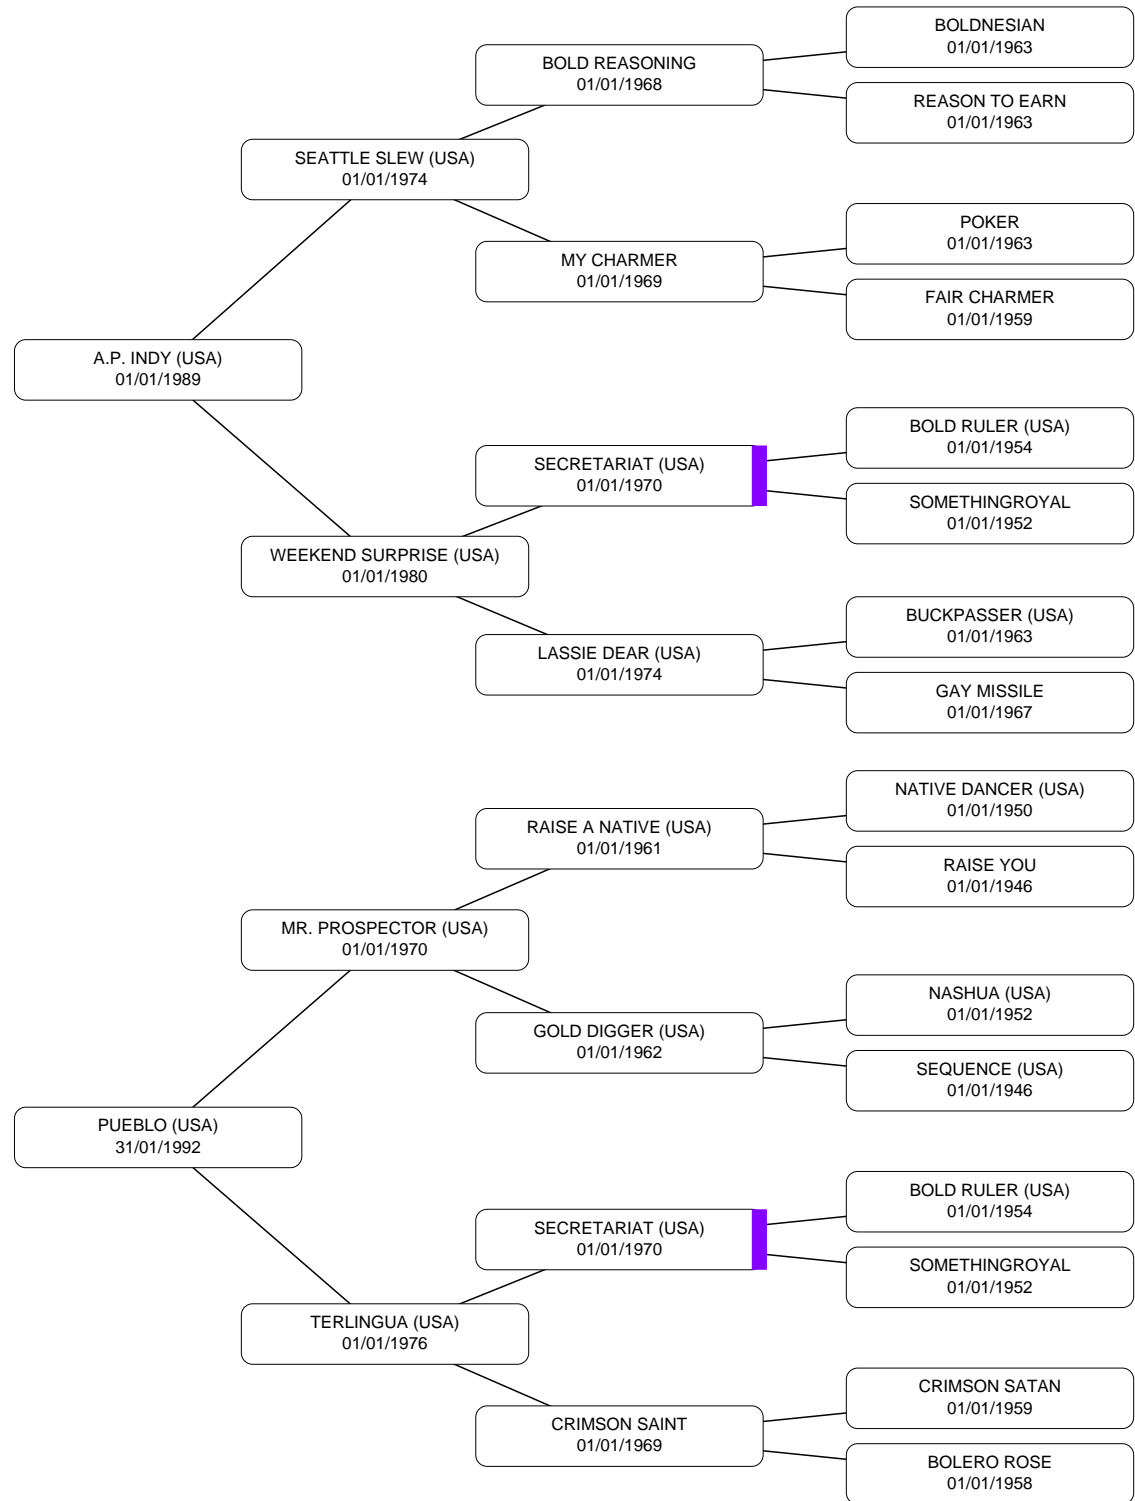 BOLDNESIAN
01/01/1963
BOLD REASONING
01/01/1968
REASON TO EARN
01/01/1963
SEATTLE SLEW (USA)
01/01/1974
POKER
01/01/1963
MY CHARMER
01/01/1969
FAIR CHARMER
01/01/1959
A.P. INDY (USA)
01/01/1989
BOLD RULER (USA)
01/01/1954
SECRETARIAT (USA)
01/01/1970
SOMETHINGROYAL
01/01/1952
WEEKEND SURPRISE (USA)
01/01/1980
BUCKPASSER (USA)
01/01/1963
LASSIE DEAR (USA)
01/01/1974
GAY MISSILE
01/01/1967
NATIVE DANCER (USA)
01/01/1950
RAISE A NATIVE (USA)
01/01/1961
RAISE YOU
01/01/1946
MR. PROSPECTOR (USA)
01/01/1970
NASHUA (USA)
01/01/1952
GOLD DIGGER (USA)
01/01/1962
SEQUENCE (USA)
01/01/1946
PUEBLO (USA)
31/01/1992
BOLD RULER (USA)
01/01/1954
SECRETARIAT (USA)
01/01/1970
SOMETHINGROYAL
01/01/1952
TERLINGUA (USA)
01/01/1976
CRIMSON SATAN
01/01/1959
CRIMSON SAINT
01/01/1969
BOLERO ROSE
01/01/1958